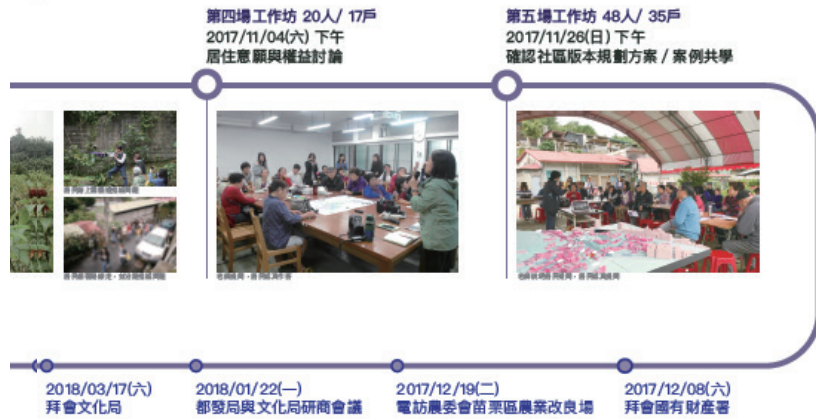 第四場工作坊 20人/ 17戶
2017/11/04(六) 下午
居住意願與權益討論
第五場工作坊 48人/ 35戶
2017/11/26(日) 下午
確認社區版本規劃方案 / 案例共學
2018/03/17(六)
拜會文化局
2018/01/22(一)
都發局與文化局研商會議
2017/12/19(二)
電訪農委會苗栗區農業改良場
2017/12/08(六)
拜會國有財產署